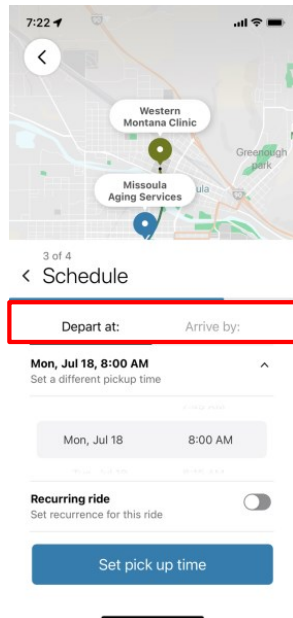 7:22
Western
Montana Clinic
Greenough
park
Missoula
Aging Services
ula
3 of 4
Schedule
Depart at:
Arrive by:
Mon, Jul 18, 8:00 AM
Set a different pickup time
Mon, Jul 18
8:00 AM
Recurring ride
Set recurrence for this ride
Set pick up time